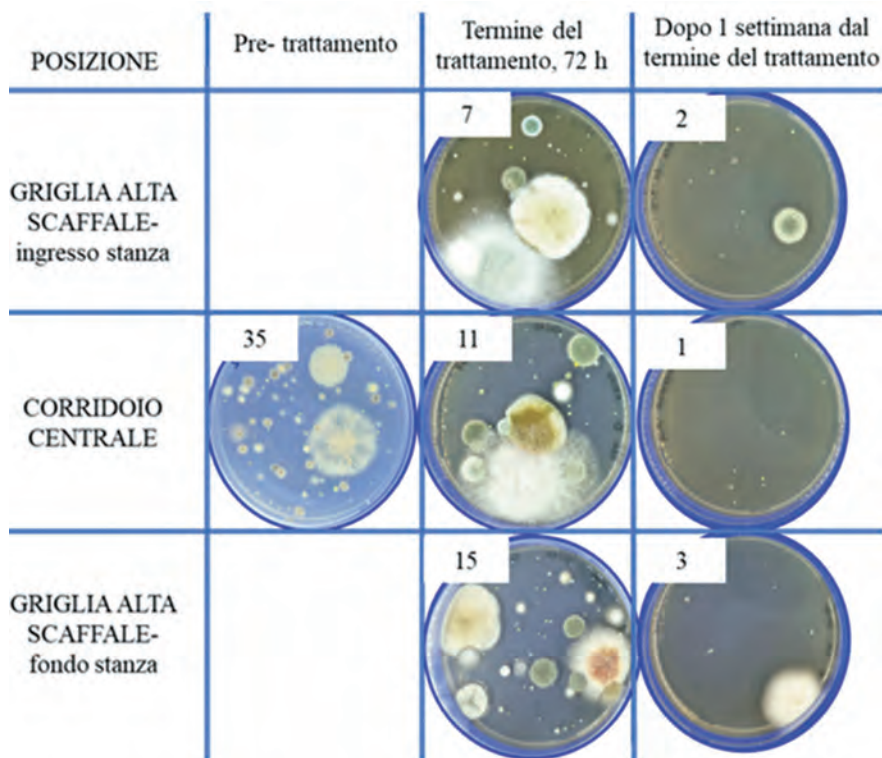 POSIZIONE
Pre- trattamento
Termine del
trattamento, 72 h
Dopo 1 settimana dal
termine del trattamento
GRIGLIA ALTA
SCAFFALE-
ingresso stanza
7
2
CORRIDOIO
CENTRALE
35
11
1
GRIGLIA ALTA
SCAFFALE-
fondo stanza
15
3